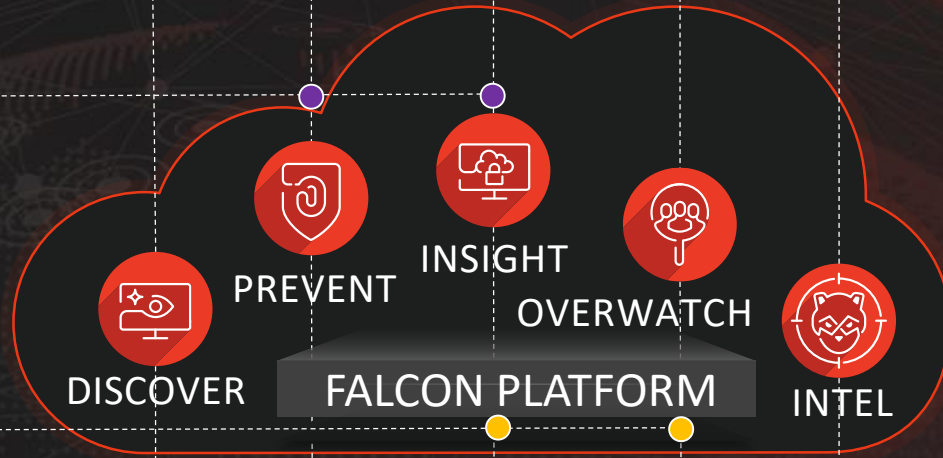 INSIGHT
PREVENT
OVERWATCH
DISCOVER
FALCON PLATFORM
INTEL